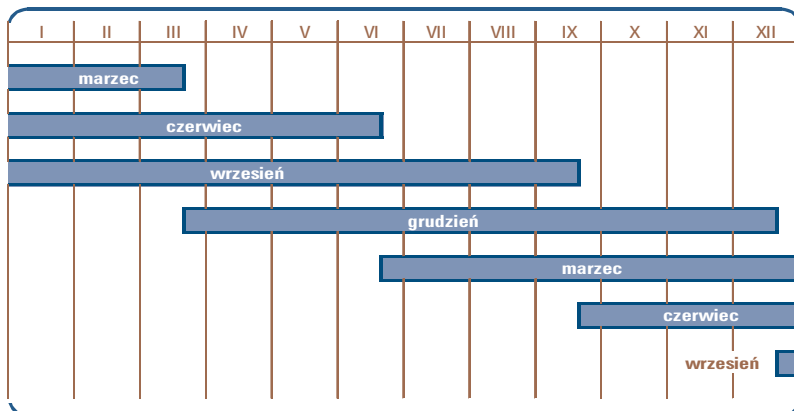 I II III IV V VI VII VIII IX X XI XII
marzec
czerwiec
wrzesień
grudzień
marzec
czerwiec
wrzesień